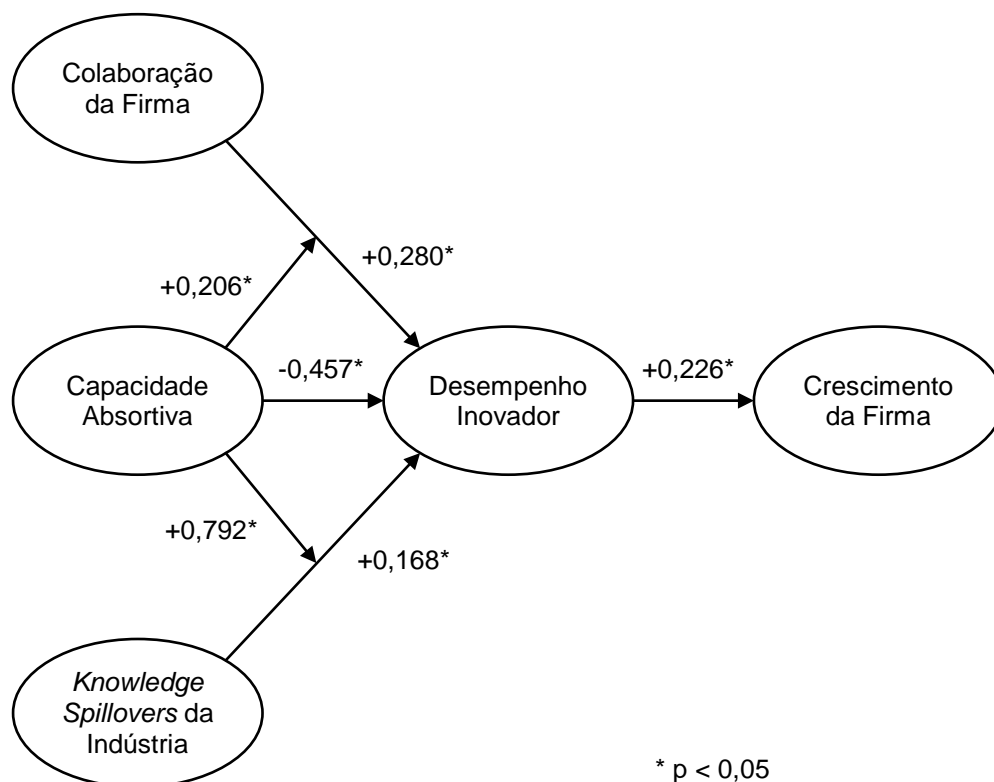 Colaboração
da Firma
+0,280*
+0,206*
Capacidade
Absortiva
-0,457*
Desempenho
Inovador
+0,226*
Crescimento
da Firma
+0,792*
+0,168*
Knowledge
Spillovers da
Indústria
* p < 0,05